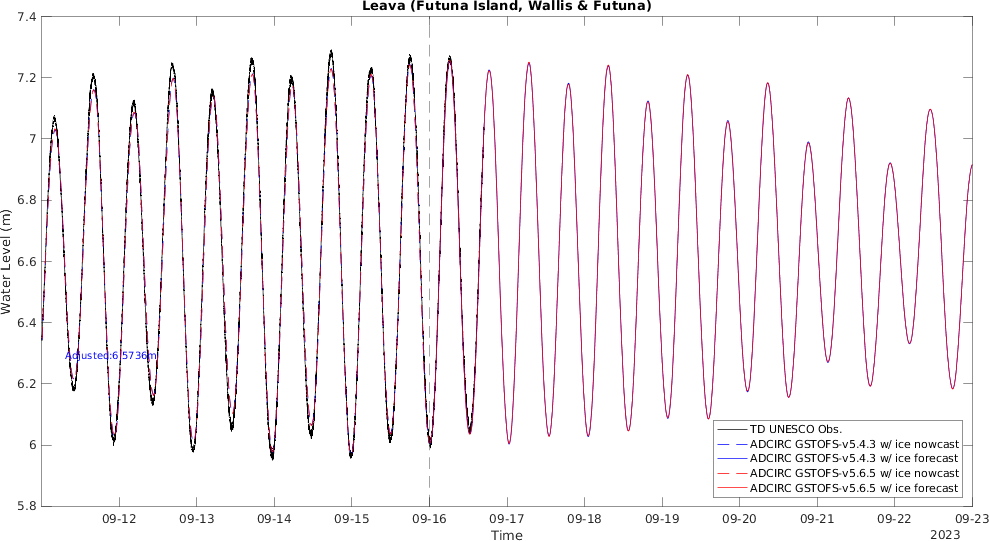 Leava (Futuna Island, Wallis & Futuna)
7.4
7.2
7
6.8
6.6
6.4
6.2
6
5.8
Water Level (m)
Adjusted:6.5736m
TD UNESCO Obs.
ADCIRC GSTOFS-v5.4.3 w/ ice nowcast
ADCIRC GSTOFS-v5.4.3 w/ ice forecast
ADCIRC GSTOFS-v5.6.5 w/ ice nowcast
ADCIRC GSTOFS-v5.6.5 w/ ice forecast
09-12 09-13 09-14 09-15 09-16 09-17 09-18 09-19 09-20 09-21 09-22 09-23
Time
2023